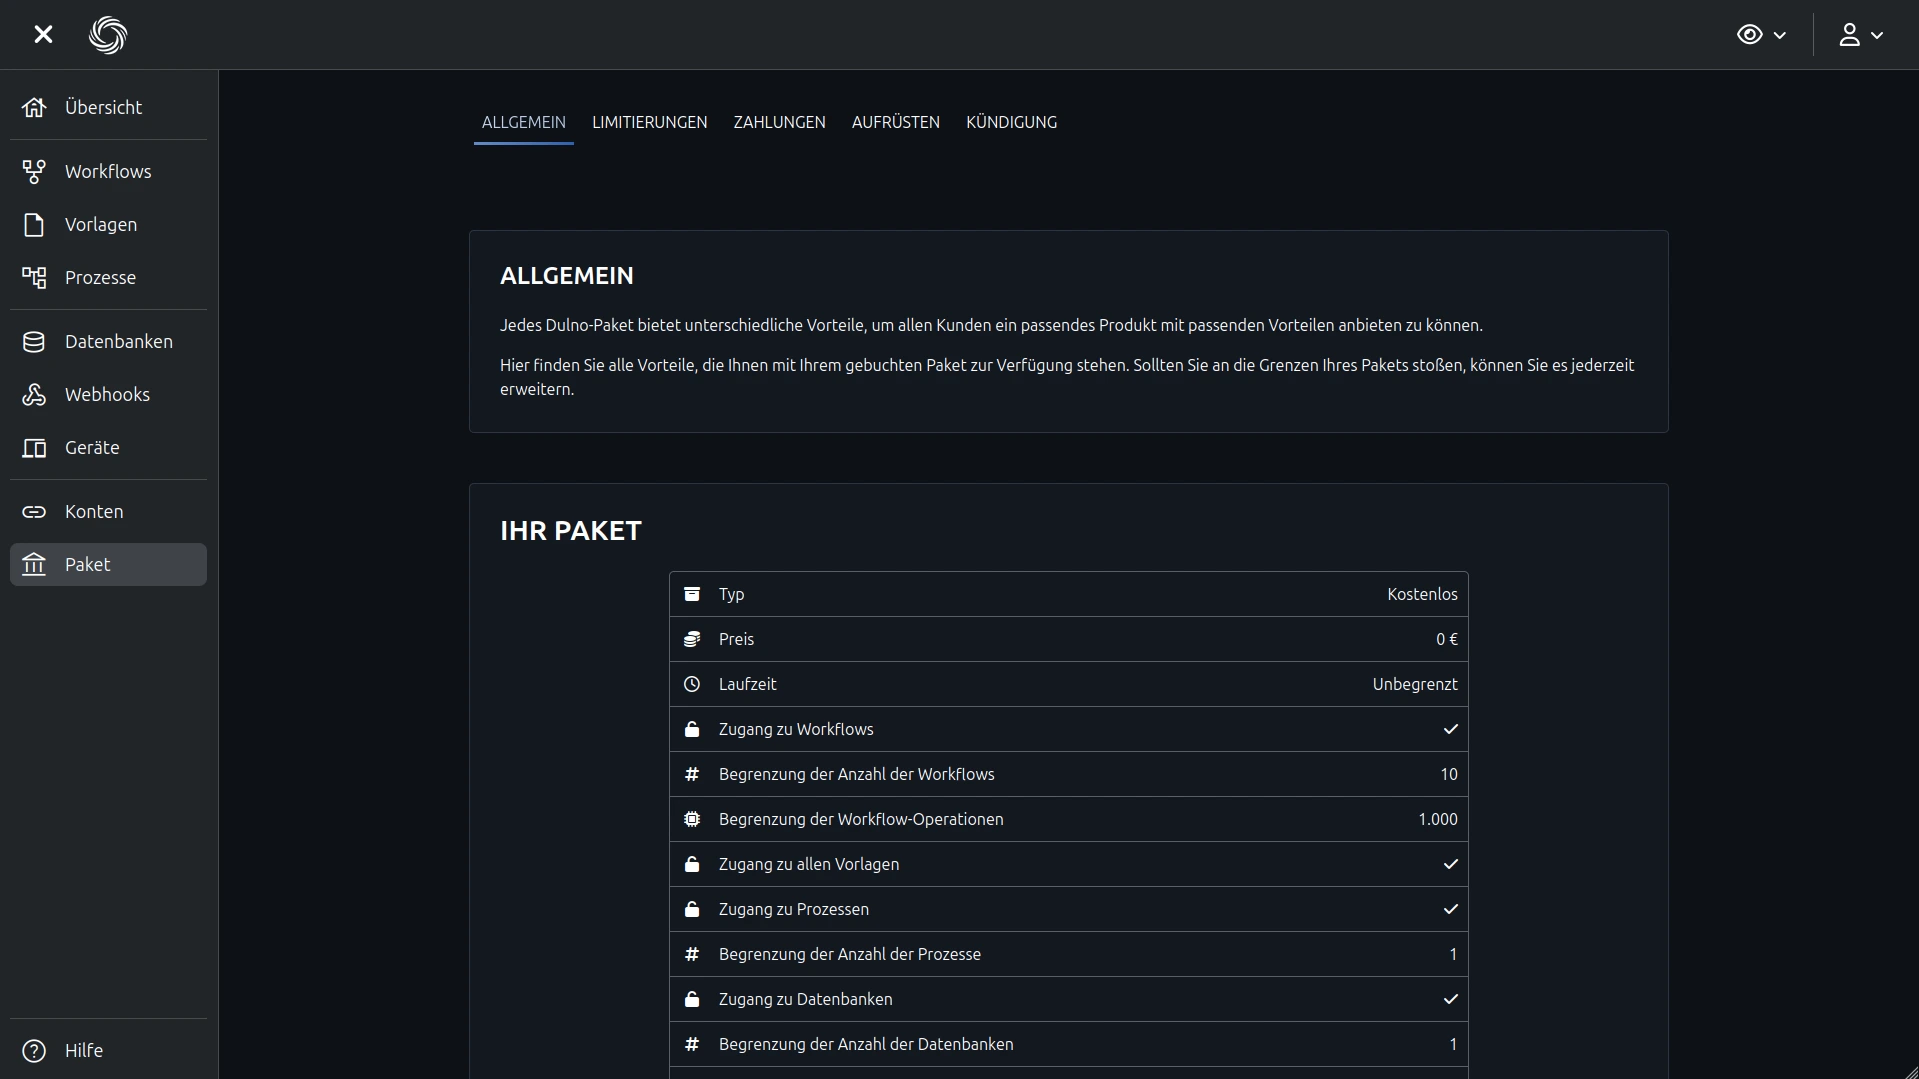 Übersicht
Workflows
Vorlagen
Prozesse
Datenbanken
Webhooks
Geräte
Konten
Paket
Hilfe
ALLGEMEIN LIMITIERUNGEN ZAHLUNGEN AUFRÜSTEN KÜNDIGUNG
ALLGEMEIN
Jedes Dulno-Paket bietet unterschiedliche Vorteile, um allen Kunden ein passendes Produkt mit passenden Vorteilen anbieten zu können.
Hier finden Sie alle Vorteile, die Ihnen mit Ihrem gebuchten Paket zur Verfügung stehen. Sollten Sie an die Grenzen Ihres Pakets stoßen, können Sie es jederzeit
erweitern.
IHR PAKET
Typ Kostenlos
Preis 0 €
Laufzeit Unbegrenzt
Zugang zu Workflows
Begrenzung der Anzahl der Workflows 10
Begrenzung der Workflow-Operationen 1.000
Zugang zu allen Vorlagen
Zugang zu Prozessen
Begrenzung der Anzahl der Prozesse 1
Zugang zu Datenbanken
Begrenzung der Anzahl der Datenbanken 1